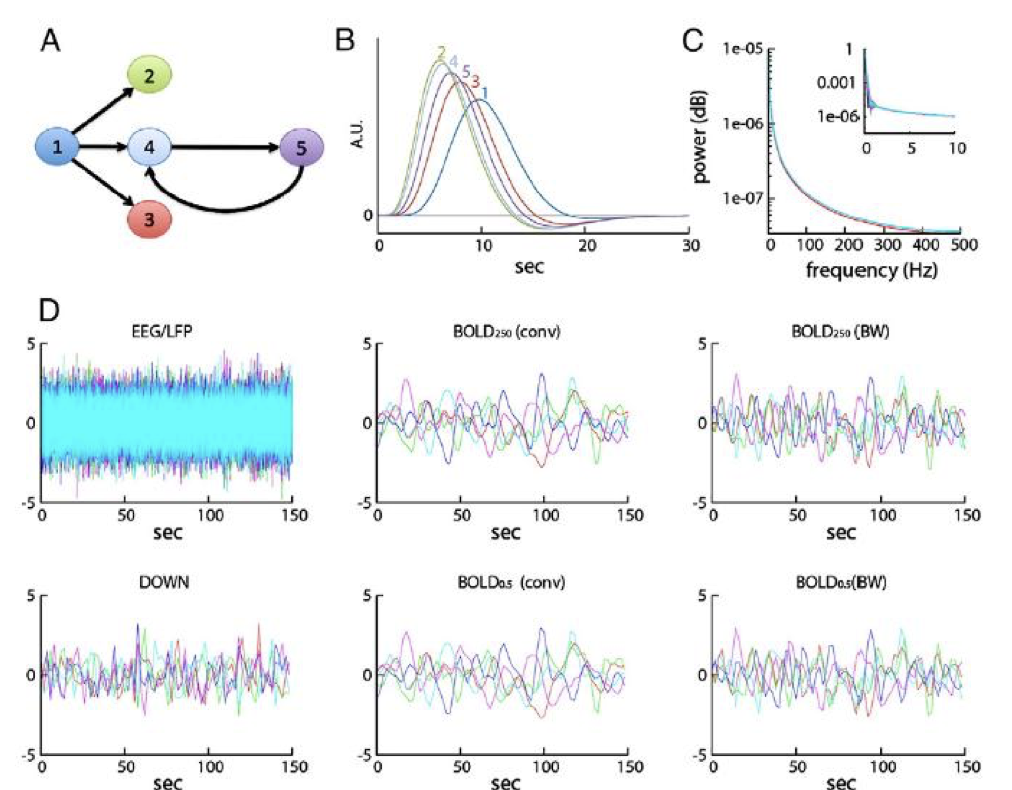 A
1
2
3
4
5
B
A.U.
0
2
4
5
3
1
0 10 20 30
sec
C
power (dB)
1e-05
1e-06
1e-07
0 100 200 300 400 500
frequency (Hz)
1
0.001
1e-06
0 5 10
D
EEG/LFP
5
0
-5
0 50 100 150
sec
BOLD₂₅₀ (conv)
5
0
-5
0 50 100 150
sec
BOLD₂₅₀ (BW)
5
0
-5
0 50 100 150
sec
DOWN
5
0
-5
0 50 100 150
sec
BOLD₀.₅ (conv)
5
0
-5
0 50 100 150
sec
BOLD₀.₅(BW)
5
0
-5
0 50 100 150
sec